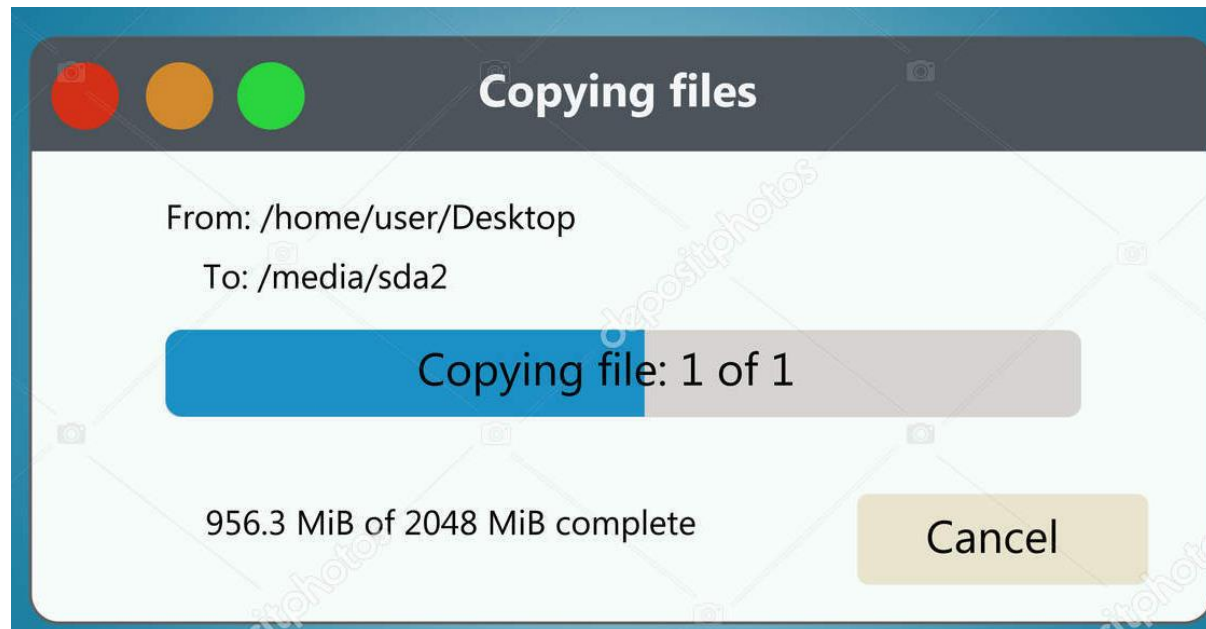 Copying files
From: /home/user/Desktop
To: /media/sda2
depositphotos
Copying file: 1 of 1
956.3 MiB of 2048 MiB complete
Cancel